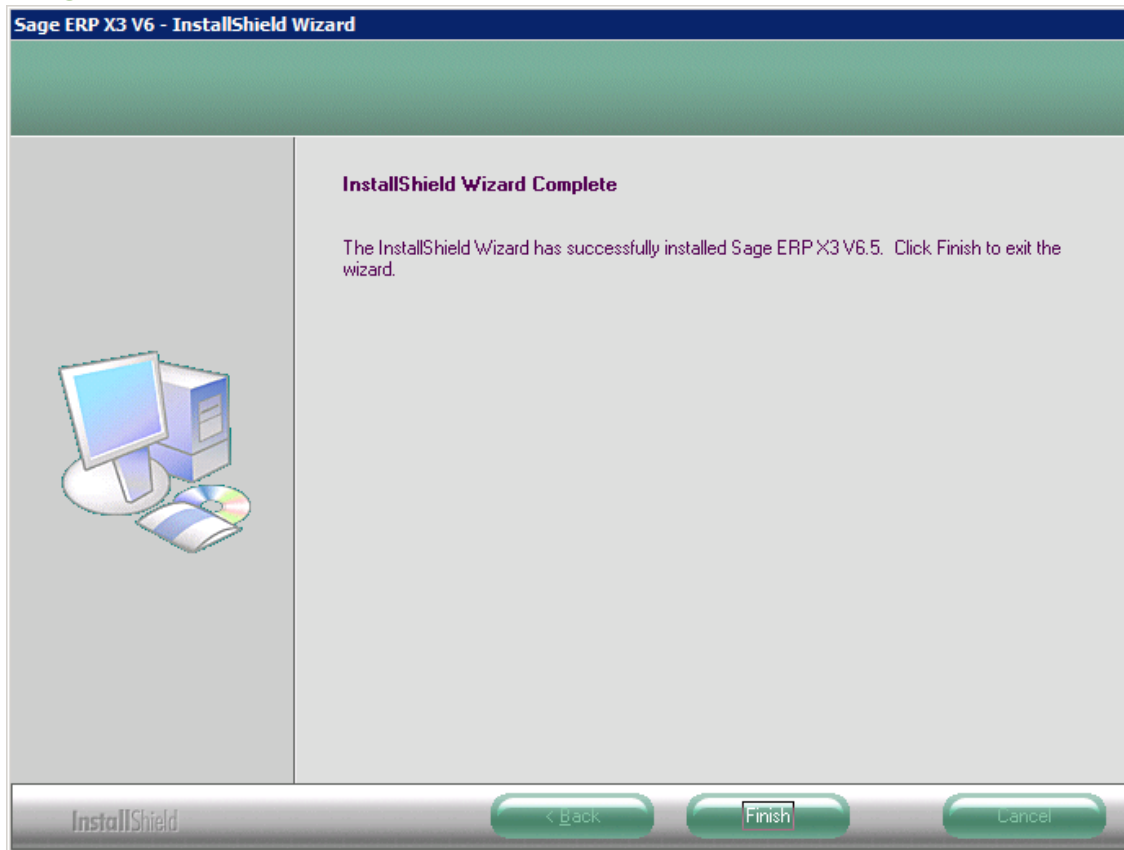 Sage ERP X3 V6 - InstallShield Wizard
InstallShield Wizard Complete
The InstallShield Wizard has successfully installed Sage ERP X3 V6.5.  Click Finish to exit the
wizard.
InstallShield
< Back
Finish
Cancel